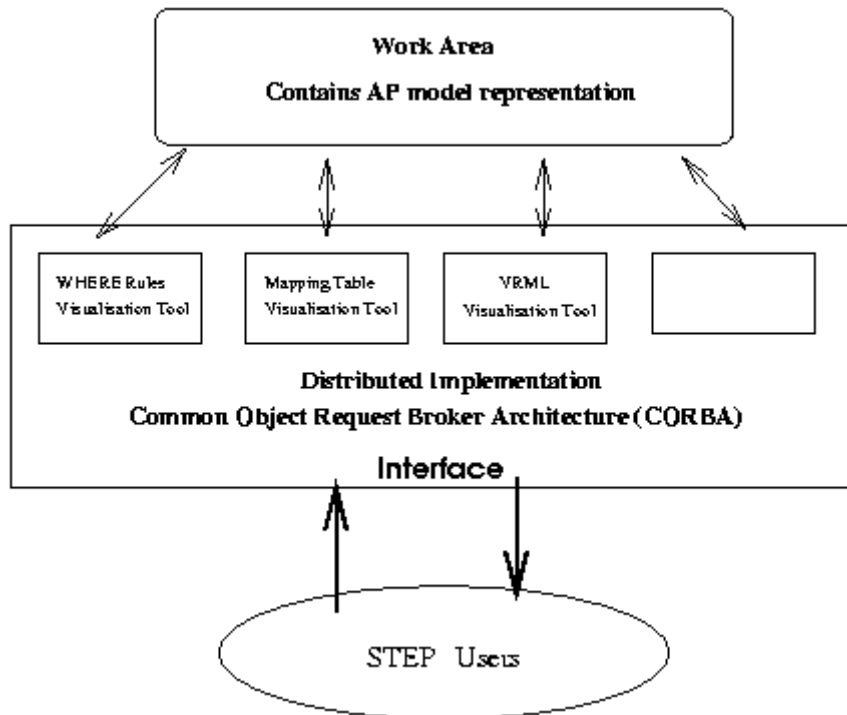 Work Area
Contains AP model representation
WHERE Rules
Visualisation Tool
Mapping Table
Visualisation Tool
VRML
Visualisation Tool
Distributed Implementation
Common Object Request Broker Architecture (CORBA)
Interface
STEP Users